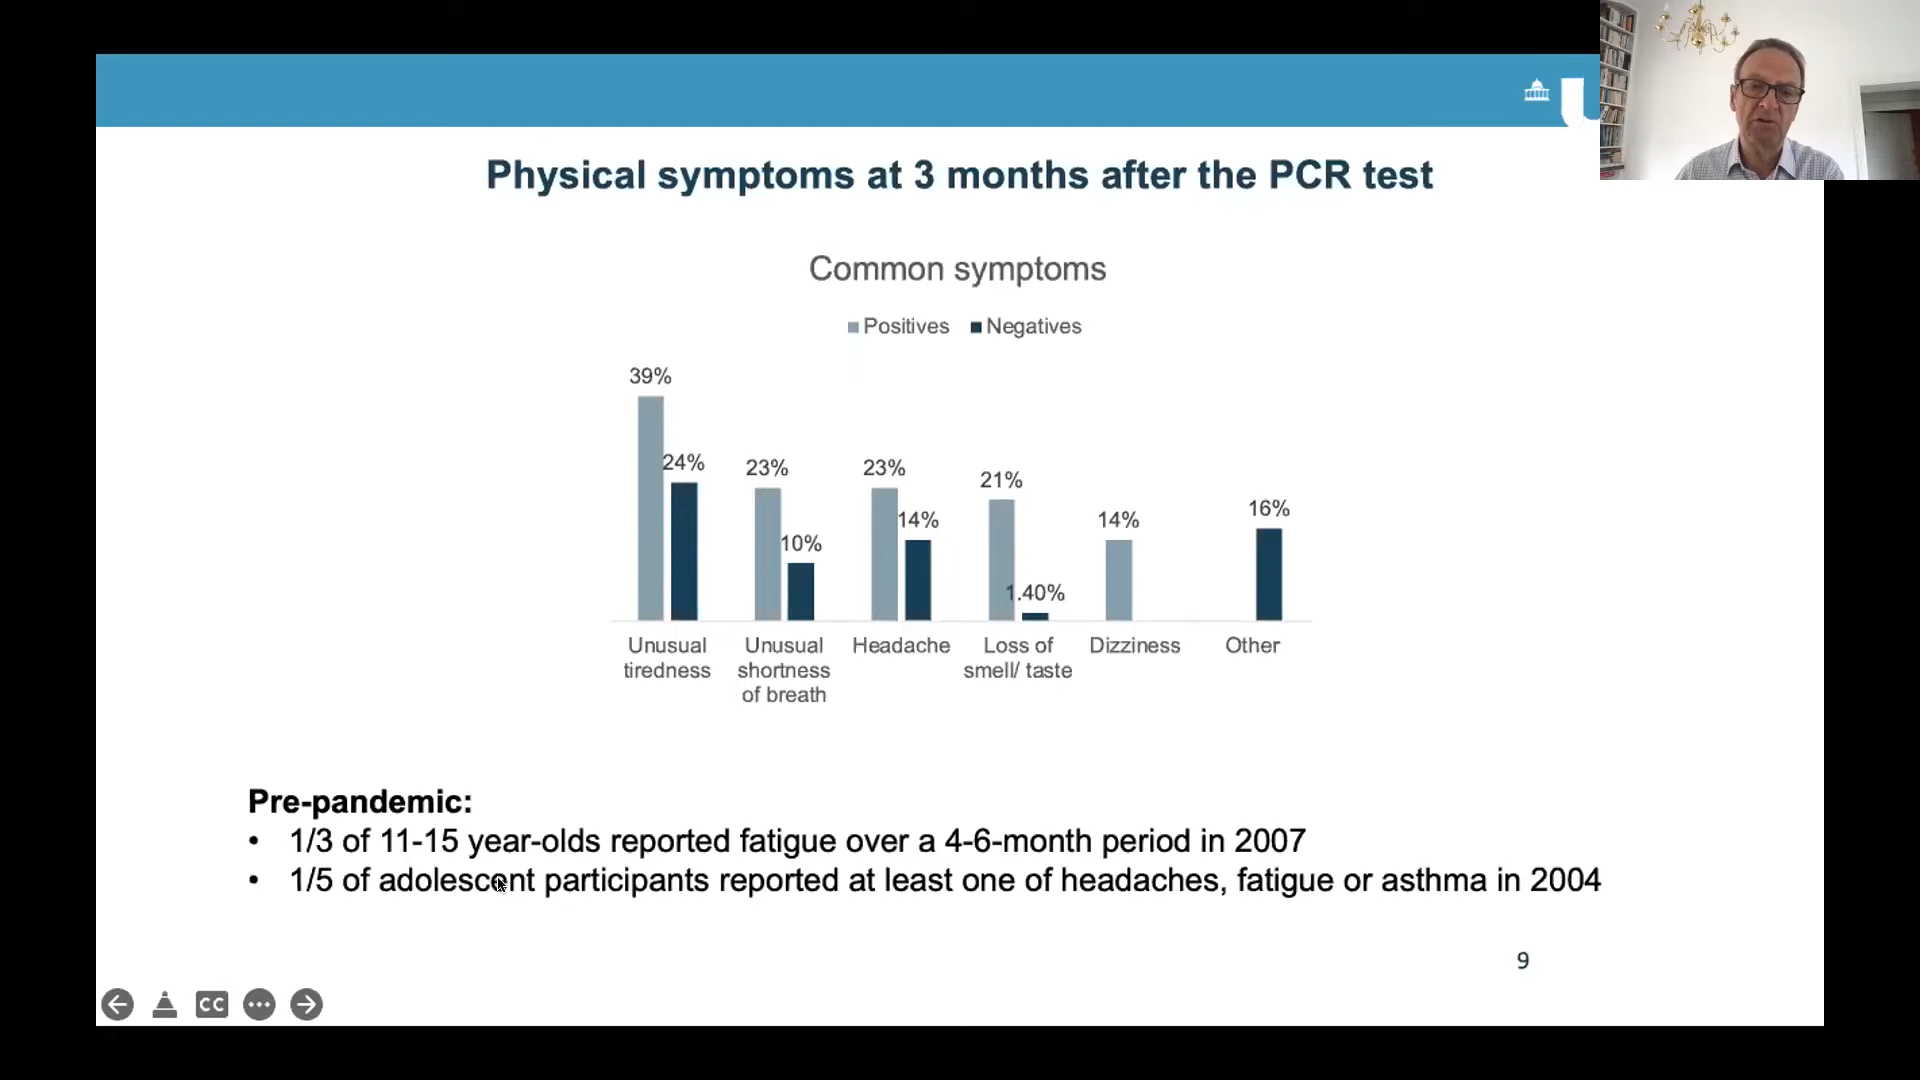 U
Physical symptoms at 3 months after the PCR test
Common symptoms
Positives Negatives
39%
24%
23%
10%
23%
14%
21%
1.40%
14%
16%
Unusual tiredness
Unusual shortness of breath
Headache
Loss of smell/ taste
Dizziness
Other
Pre-pandemic:
• 1/3 of 11-15 year-olds reported fatigue over a 4-6-month period in 2007
• 1/5 of adolescent participants reported at least one of headaches, fatigue or asthma in 2004
9
CC